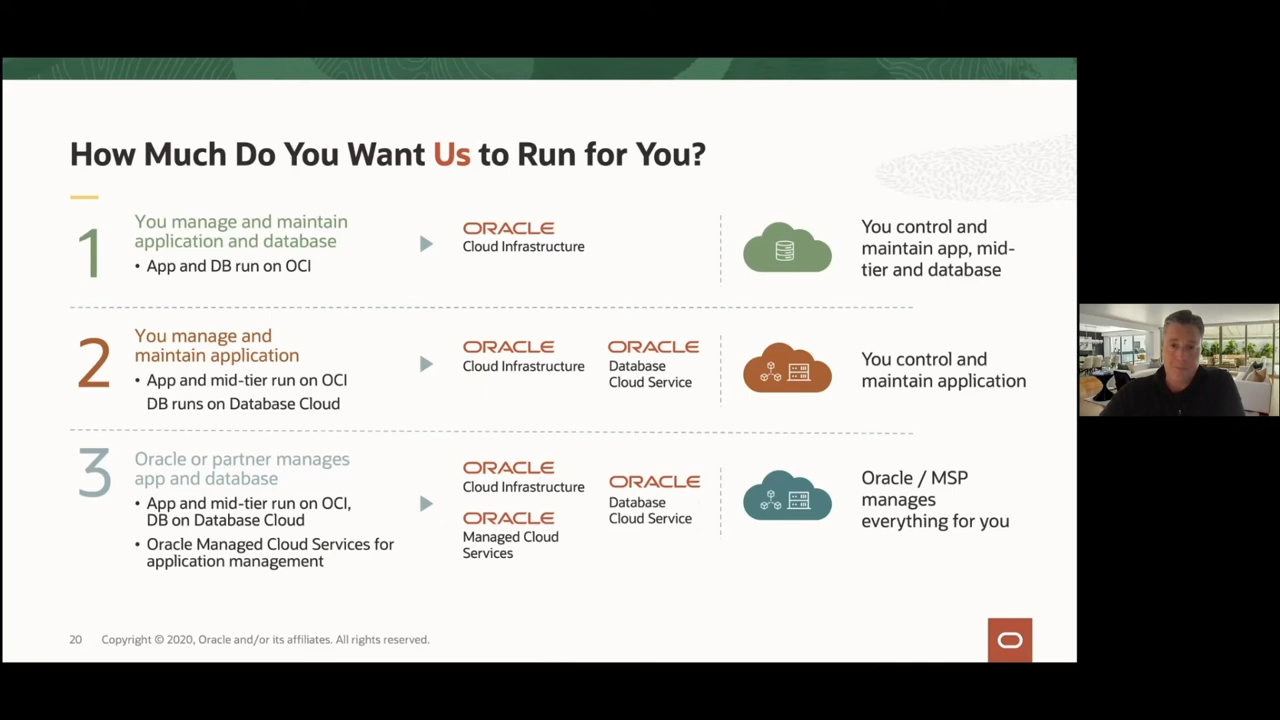 How Much Do You Want Us to Run for You?
1
You manage and maintain
application and database
• App and DB run on OCI
ORACLE
Cloud Infrastructure
You control and
maintain app, mid-
tier and database
2
You manage and
maintain application
• App and mid-tier run on OCI
DB runs on Database Cloud
ORACLE
Cloud Infrastructure
ORACLE
Database
Cloud Service
You control and
maintain application
3
Oracle or partner manages
app and database
• App and mid-tier run on OCI,
DB on Database Cloud
• Oracle Managed Cloud Services for
application management
ORACLE
Cloud Infrastructure
ORACLE
Managed Cloud
Services
ORACLE
Database
Cloud Service
Oracle / MSP
manages
everything for you
20 Copyright © 2020, Oracle and/or its affiliates. All rights reserved.